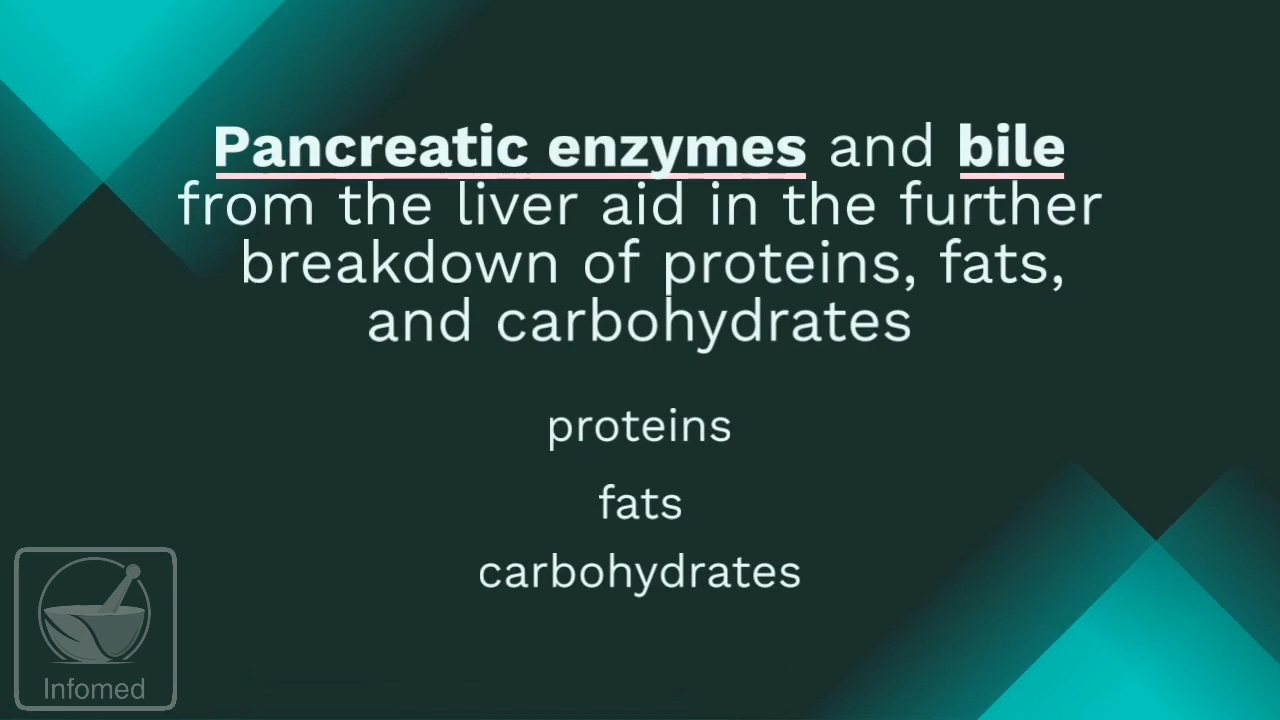 Pancreatic enzymes and bile
from the liver aid in the further
breakdown of proteins, fats,
and carbohydrates
proteins
fats
carbohydrates
Infomed